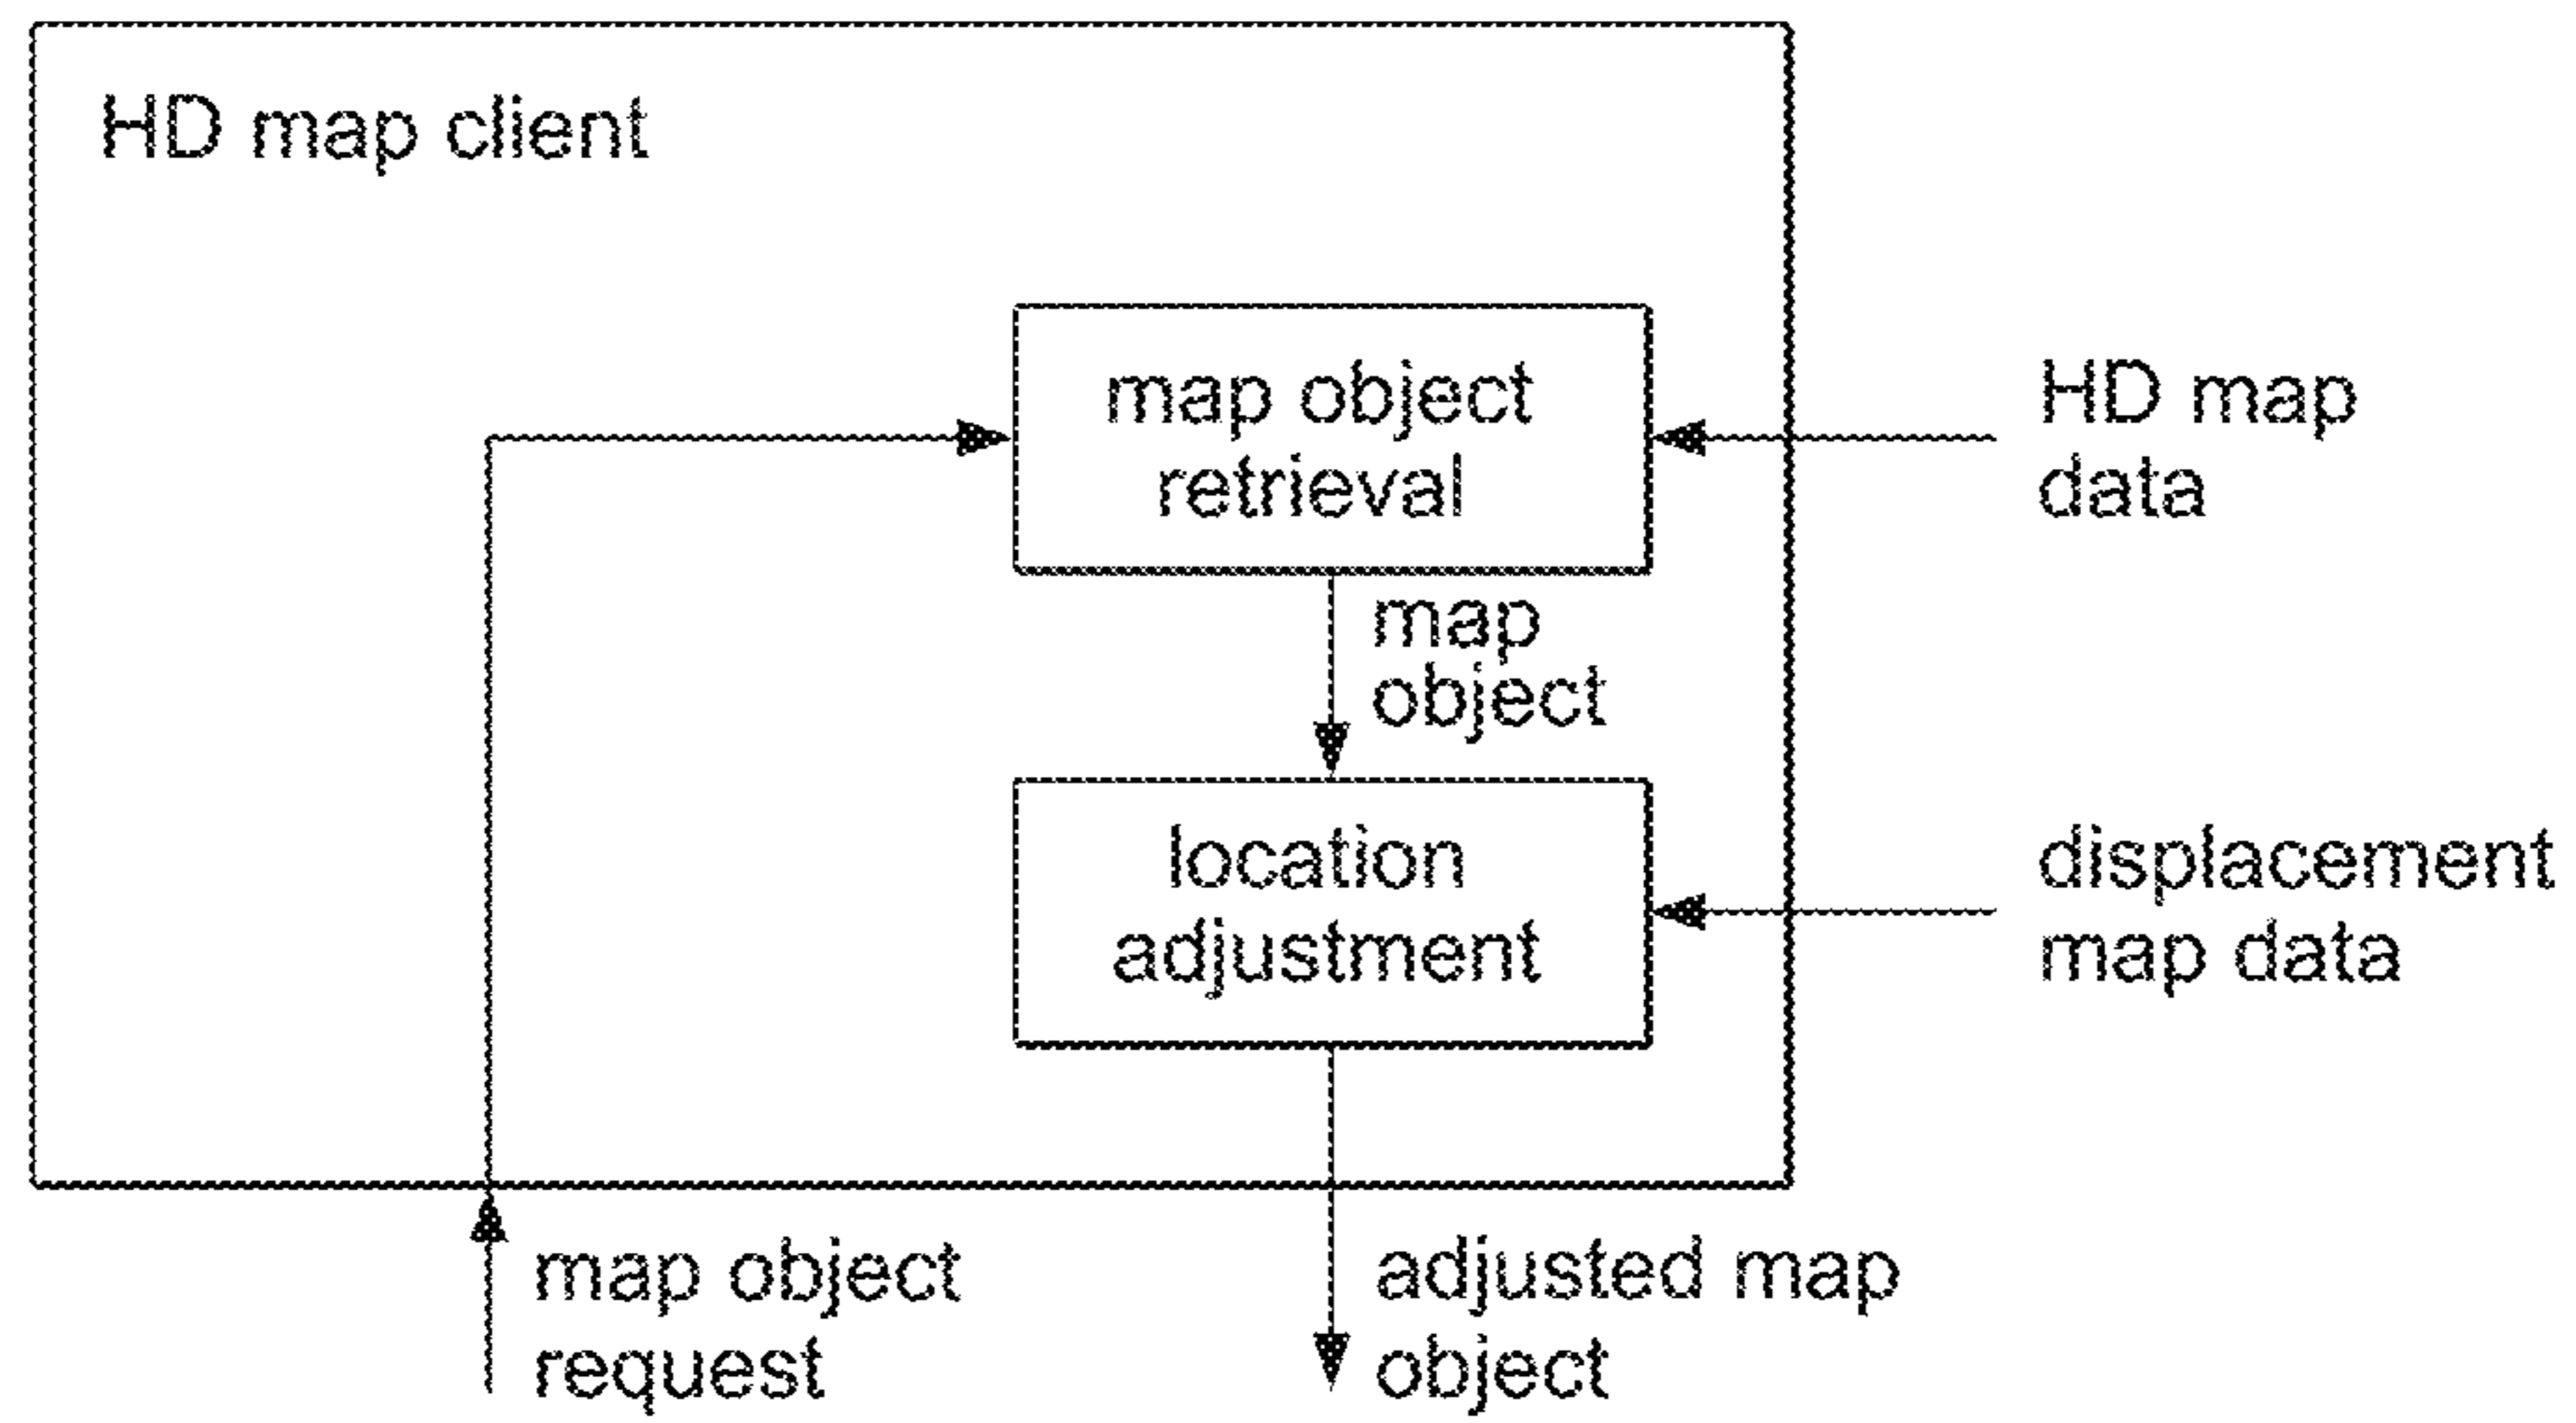 HD map client
map object
retrieval
HD map
data
map
object
location
adjustment
displacement
map data
map object
request
adjusted map
object